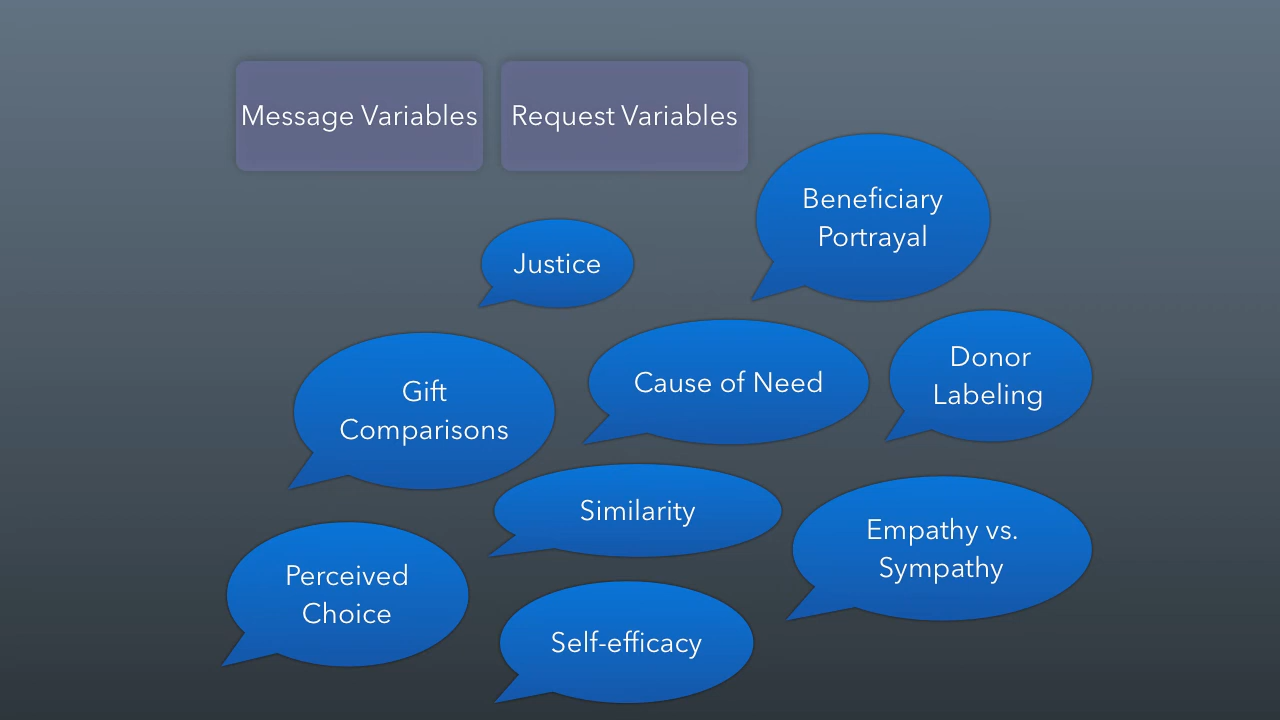 Message Variables
Request Variables
Beneficiary
Portrayal
Justice
Gift
Comparisons
Cause of Need
Donor
Labeling
Similarity
Empathy vs.
Sympathy
Perceived
Choice
Self-efficacy